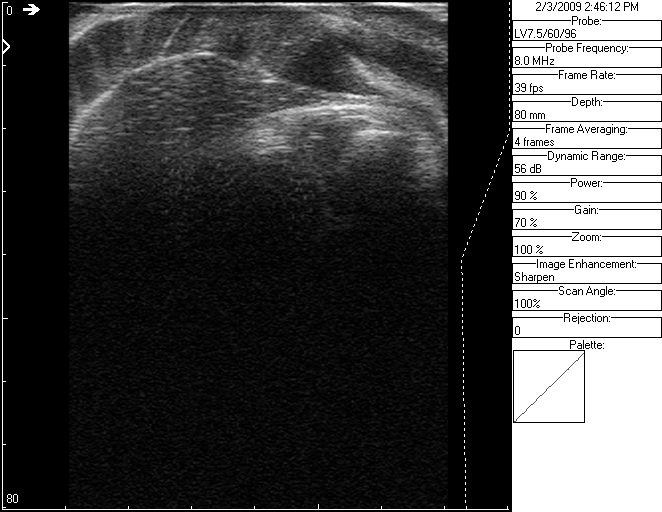 0
80
2/3/2009 2:46:12 PM
Probe:
LV7.5/60/96
Probe Frequency:
8.0 MHz
Frame Rate:
39 fps
Depth:
80 mm
Frame Averaging:
4 frames
Dynamic Range:
56 dB
Power:
90 %
Gain:
70 %
Zoom:
100 %
Image Enhancement:
Sharpen
Scan Angle:
100%
Rejection:
0
Palette: